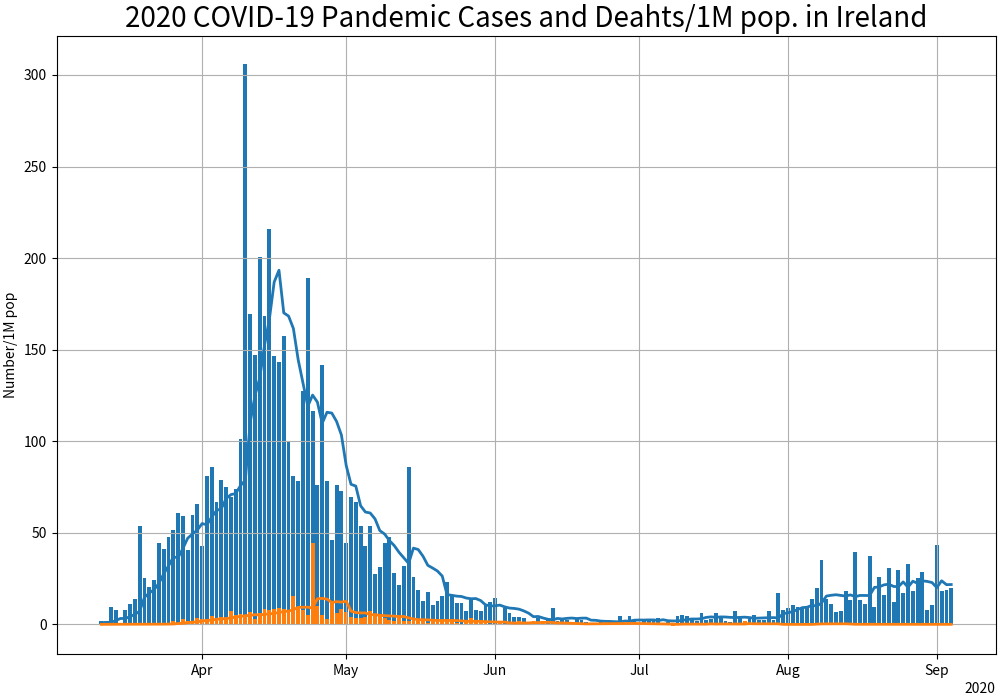 2020 COVID-19 Pandemic Cases and Deahts/1M pop. in Ireland
300
250
200
150
100
50
0
Number/1M pop
Apr
May
Jun
Jul
Aug
Sep
2020